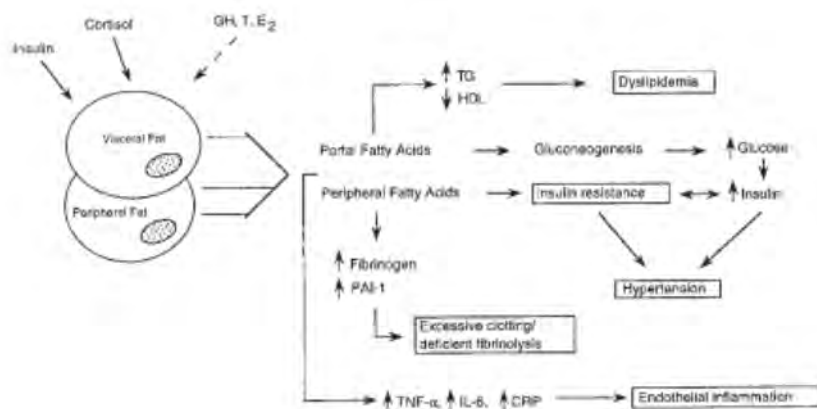 GH, T, E2
Cortisol
Insulin
Visceral Fat
Peripheral Fat
↑ TG
↓ HDL
Dyslipidemia
Portal Fatty Acids
Gluconeogenesis
↑ Glucose
Peripheral Fatty Acids
Insulin resistance
↑ Insulin
↑ Fibrinogen
↑ PAI-1
Hypertension
Excessive clotting/
deficient fibrinolysis
↑ TNF-α, ↑ IL-6, ↑ CRP
Endothelial inflammation